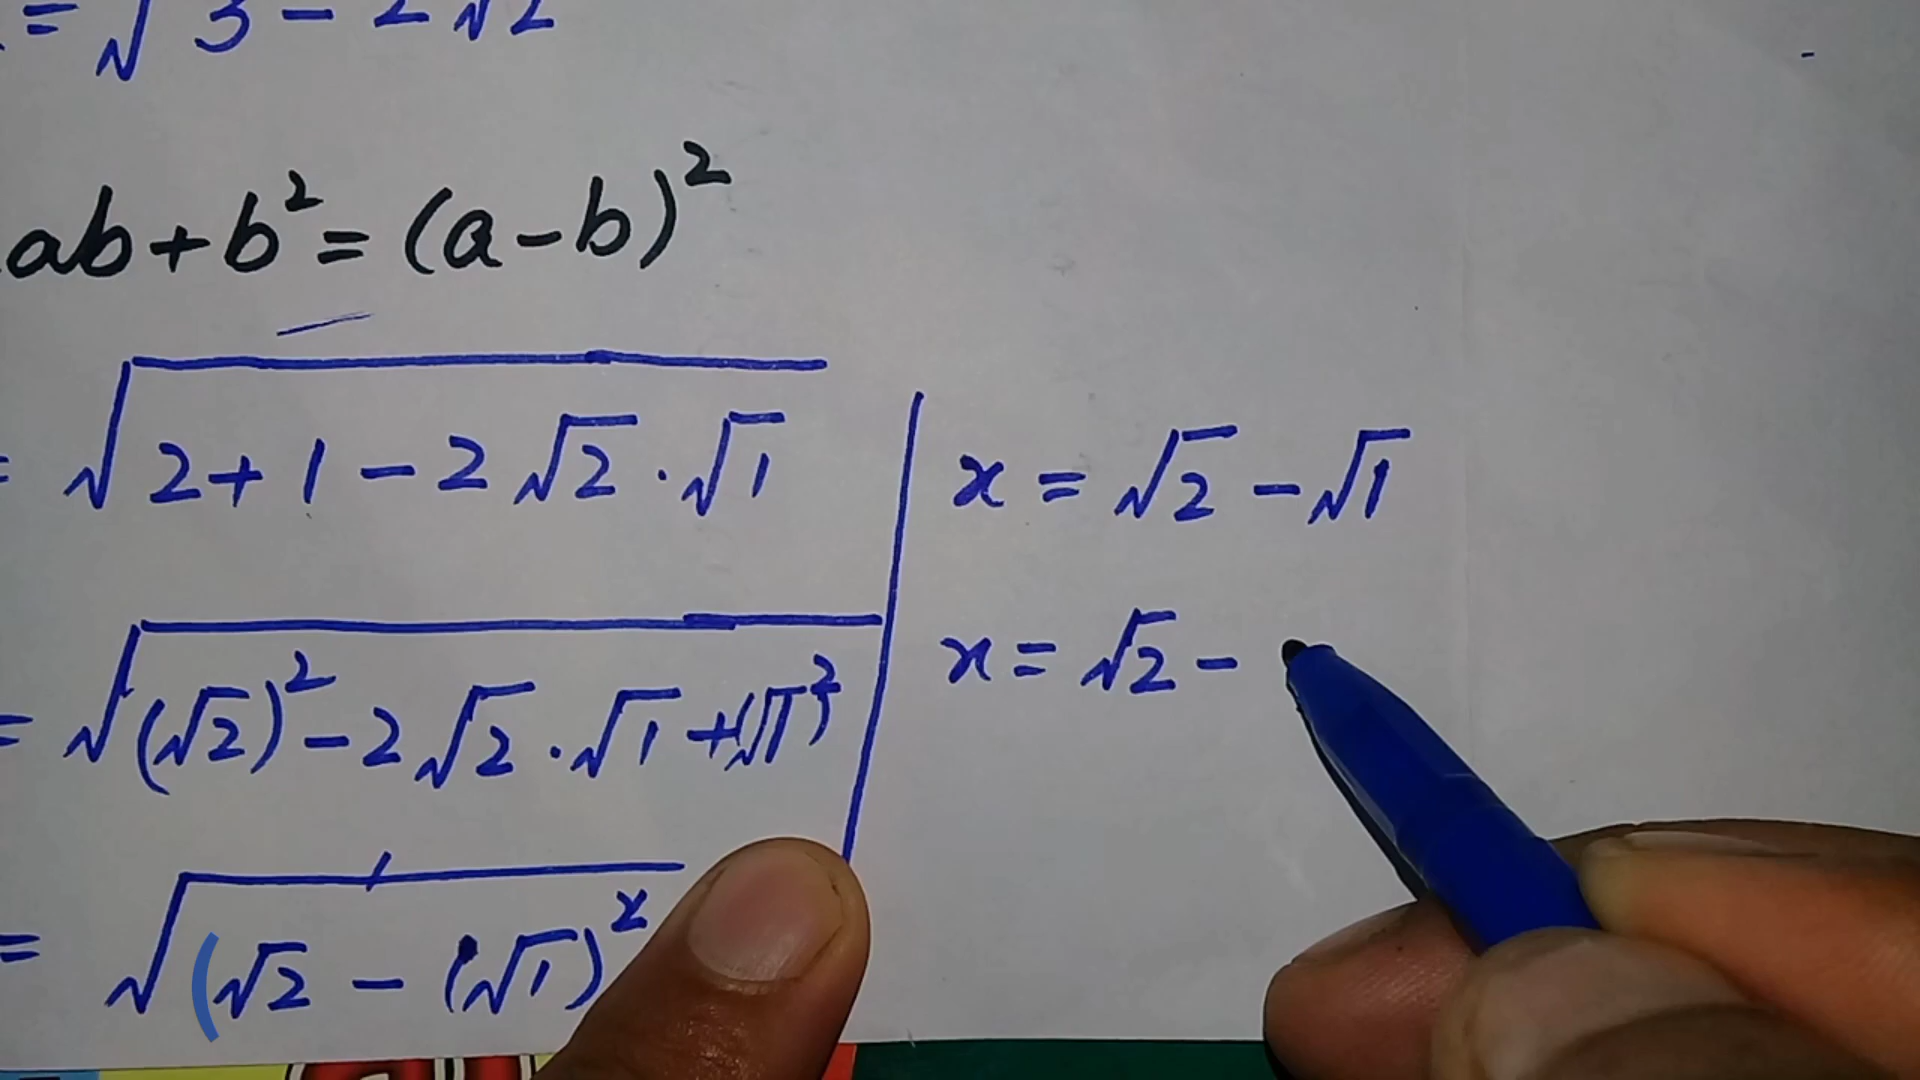 = √3 - 2√2
ab + b² = (a - b)²
= √(2 + 1 - 2√2 · √1)
= √((√2)² - 2√2 · √1 + (√1)²)
= √((√2 - (√1)²
x = √2 - √1
x = √2 -